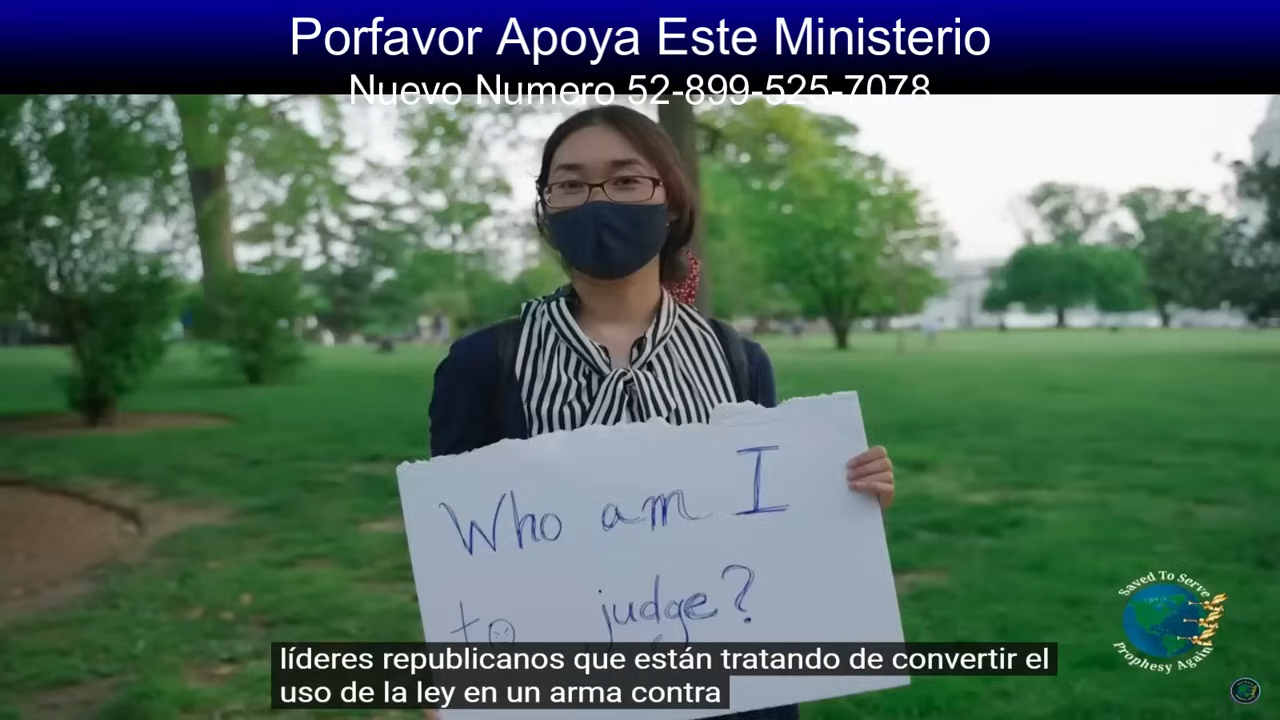 Porfavor Apoya Este Ministerio
Nuevo Numero 52-899-525-7078
Who am I
to judge?
Saved To Serve
Prophesy Again
líderes republicanos que están tratando de convertir el
uso de la ley en un arma contra